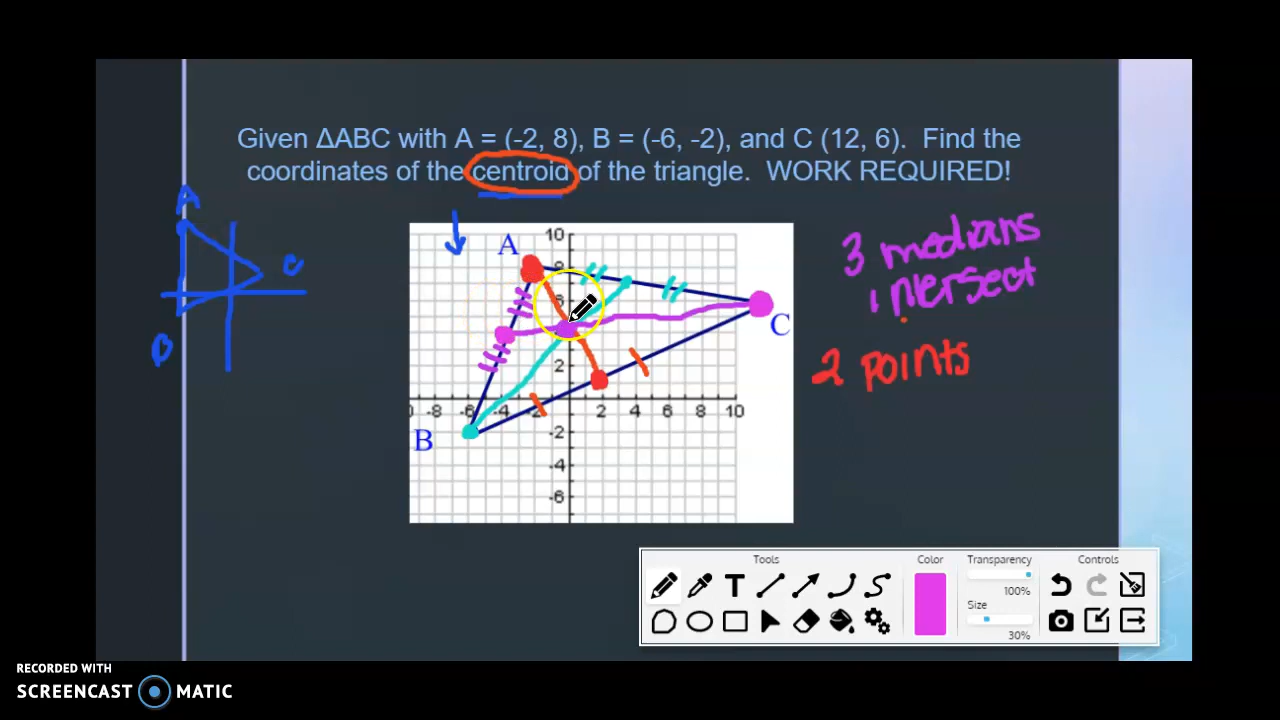 Given ΔABC with A = (-2, 8), B = (-6, -2), and C (12, 6). Find the
coordinates of the centroid of the triangle. WORK REQUIRED!
A
C
B
3 medians
intersect
2 points
A
B
C
10
8
6
2
-8 -6 -4 -2 2 4 6 8 10
-2
-4
-6
Tools
Color
Transparency
100%
Size
30%
Controls
T
RECORDED WITH
SCREENCAST MATIC